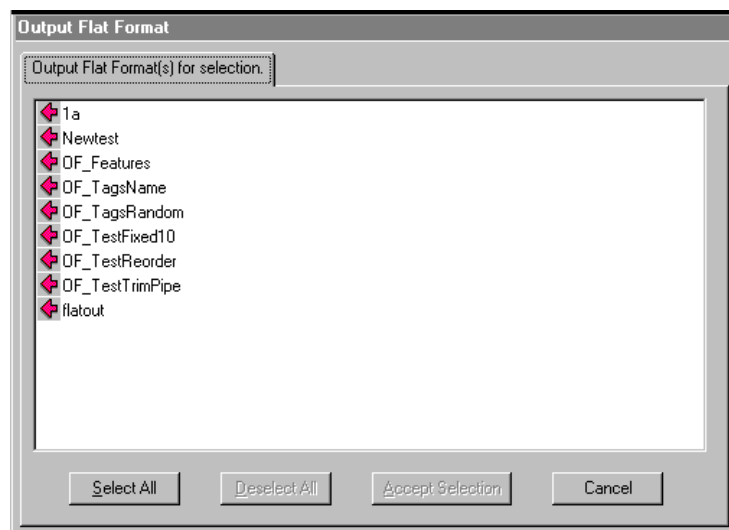 Output Flat Format
Output Flat Format(s) for selection.
1a
Newtest
OF_Features
OF_TagsName
OF_TagsRandom
OF_TestFixed10
OF_TestReorder
OF_TestTrimPipe
flatout
Select All
Deselect All
Accept Selection
Cancel